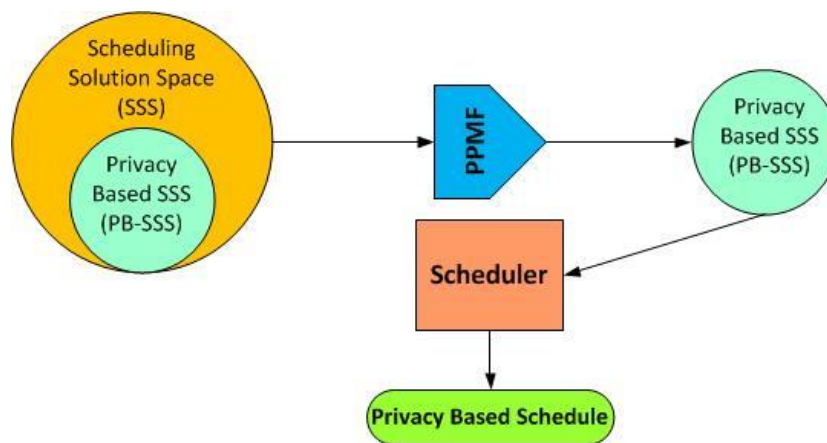 Scheduling
Solution Space
(SSS)
Privacy
Based SSS
(PB-SSS)
PPMF
Privacy
Based SSS
(PB-SSS)
Scheduler
Privacy Based Schedule